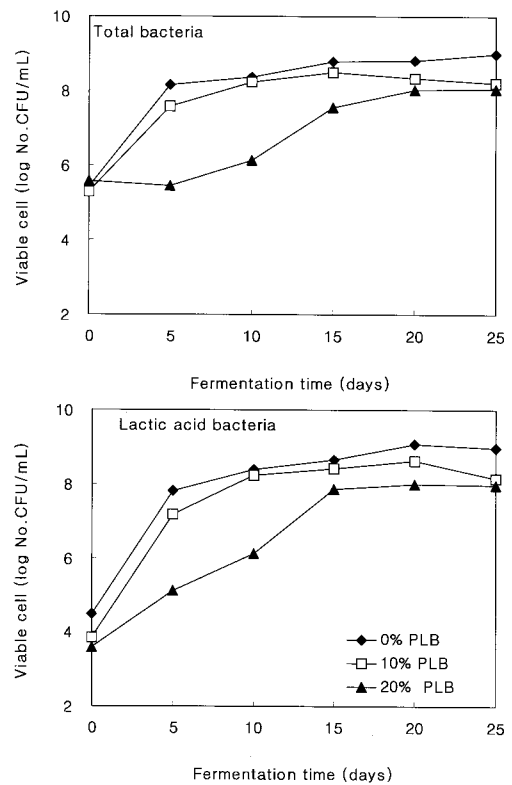 Total bacteria
Viable cell (log No.CFU/mL)
10
8
6
4
2
0 5 10 15 20 25
Fermentation time (days)
Lactic acid bacteria
Viable cell (log No.CFU/mL)
10
8
6
4
2
0% PLB
10% PLB
20% PLB
0 5 10 15 20 25
Fermentation time (days)